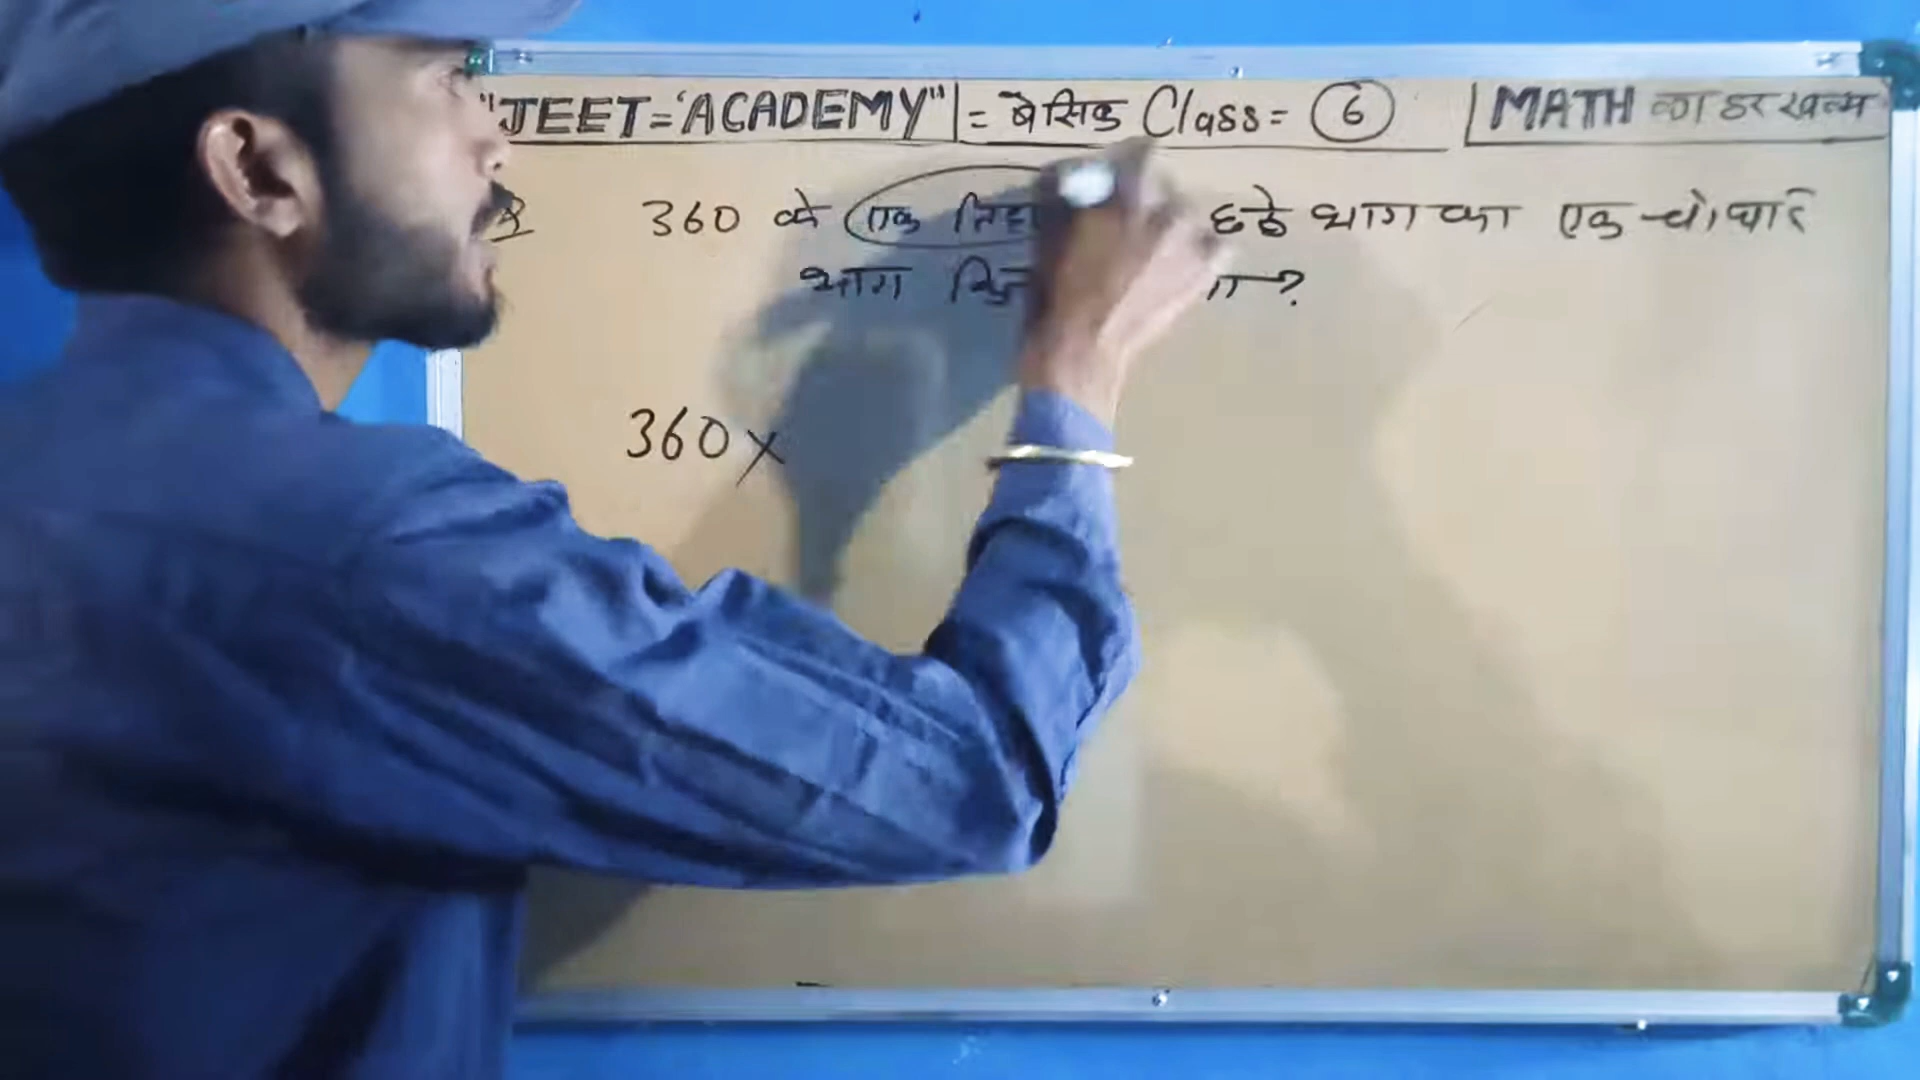 "JEET='ACADEMY" = बेसिक Class= 6 MATH का डर खत्म
360 के एक छठे भाग का एक चौथाई
भाग ?
360 x